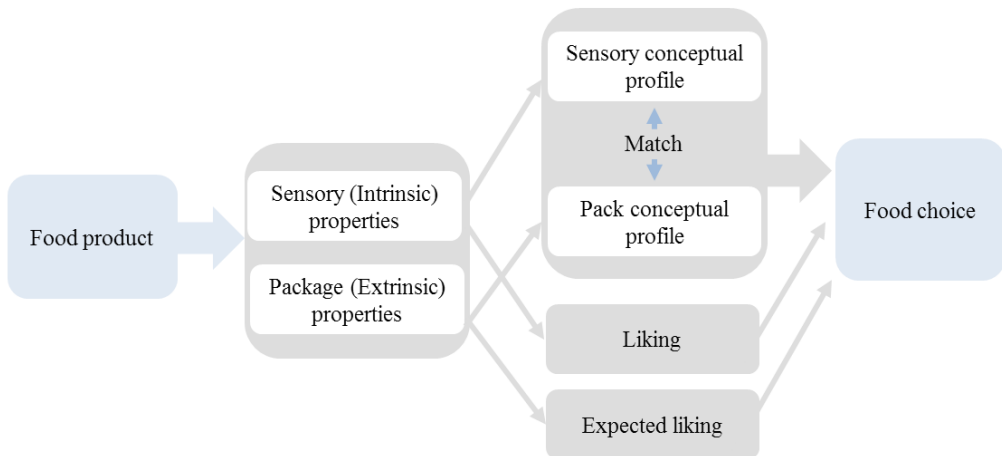 Food product
Sensory (Intrinsic)
properties
Package (Extrinsic)
properties
Sensory conceptual
profile
Match
Pack conceptual
profile
Liking
Expected liking
Food choice